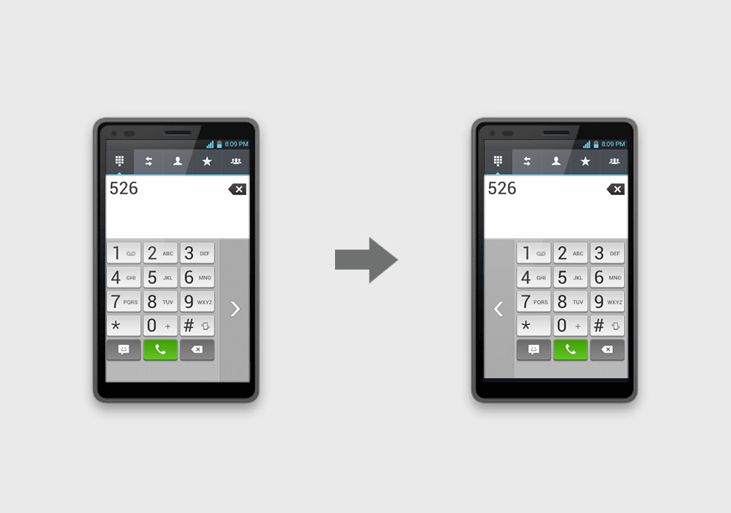 8:09 PM
526
1 2 ABC 3 DEF
4 GHI 5 JKL 6 MNO
7 PQRS 8 TUV 9 WXYZ
* 0 + #
8:09 PM
526
1 2 ABC 3 DEF
4 GHI 5 JKL 6 MNO
7 PQRS 8 TUV 9 WXYZ
* 0 + #